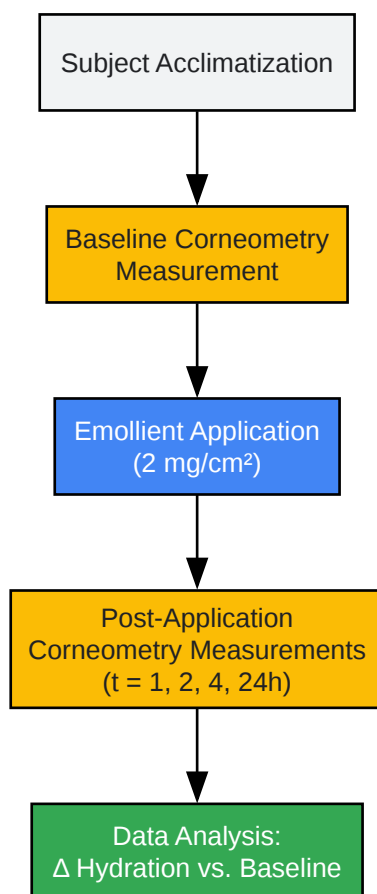 Subject Acclimatization
Baseline Corneometry
Measurement
Emollient Application
(2 mg/cm²)
Post-Application
Corneometry Measurements
(t = 1, 2, 4, 24h)
Data Analysis:
Δ Hydration vs. Baseline